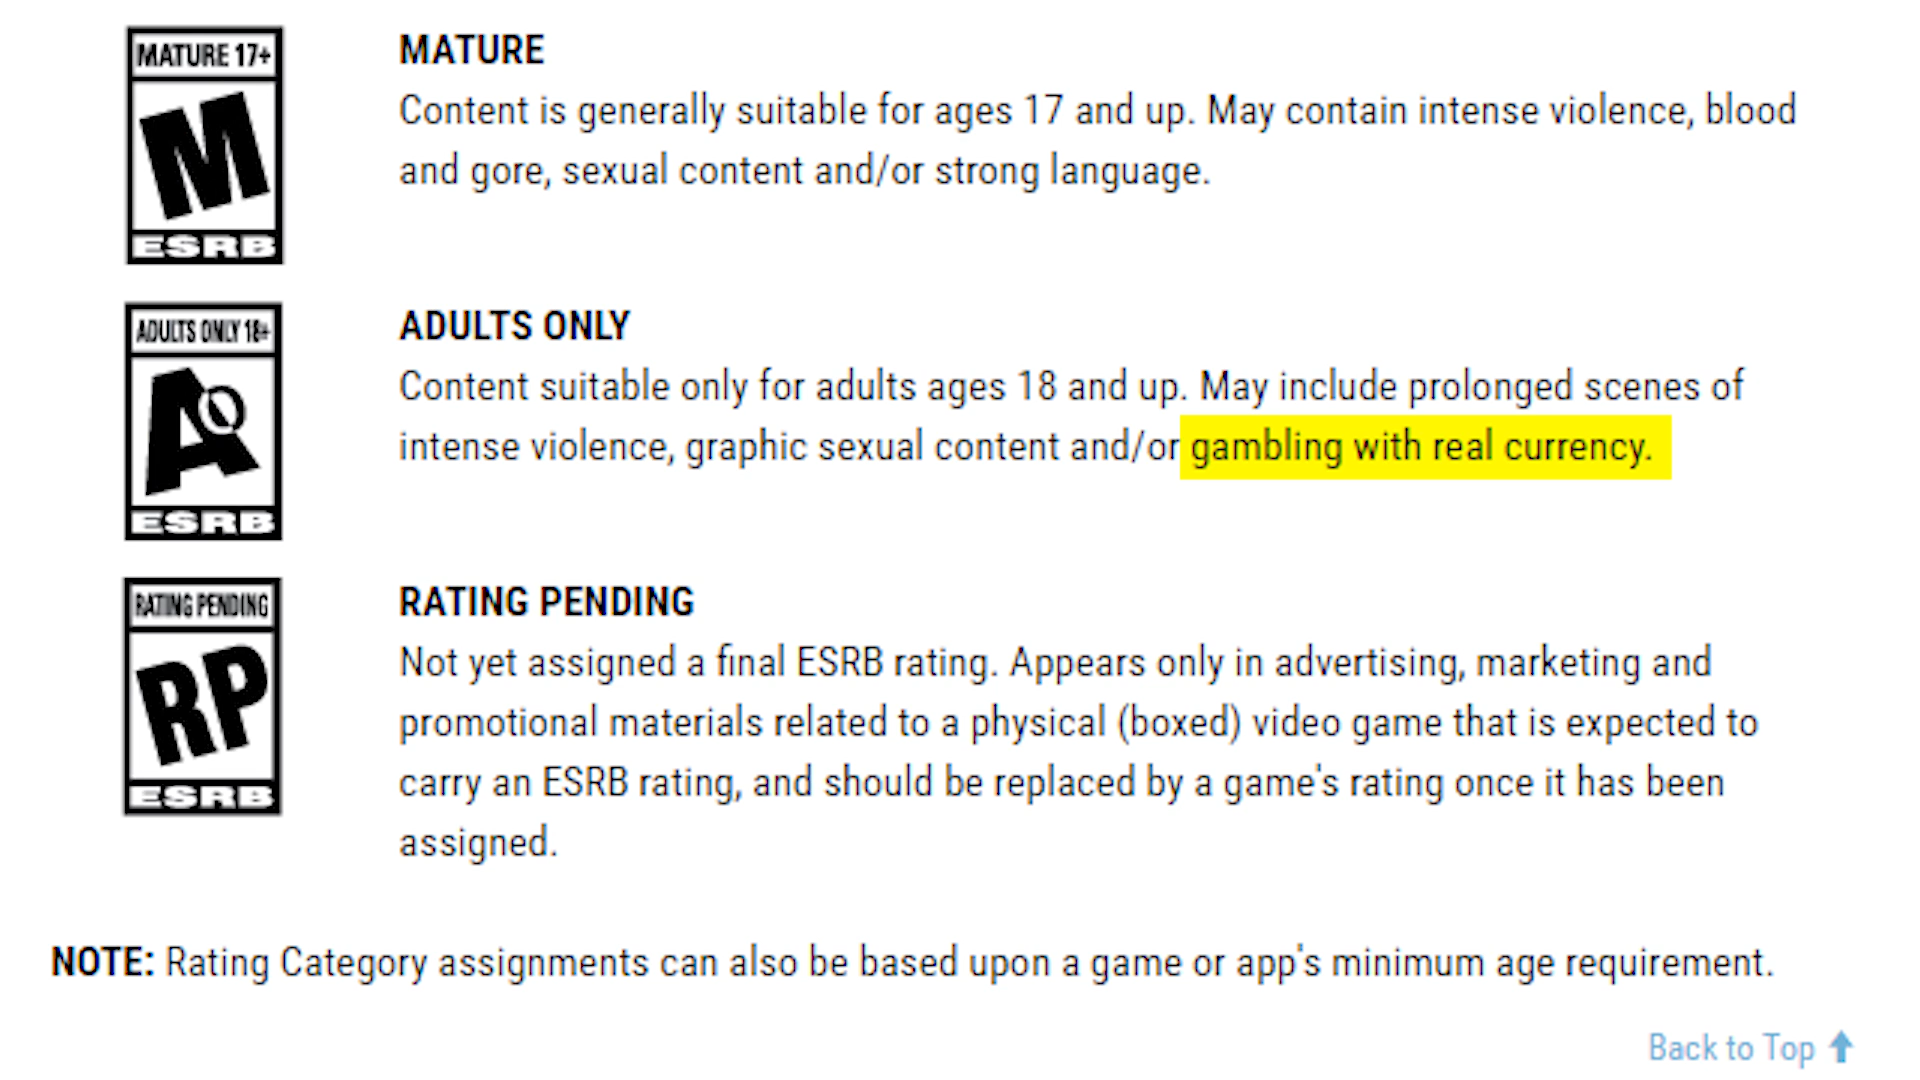 MATURE 17+
M
ESRB
MATURE
Content is generally suitable for ages 17 and up. May contain intense violence, blood
and gore, sexual content and/or strong language.
ADULTS ONLY 18+
AO
ESRB
ADULTS ONLY
Content suitable only for adults ages 18 and up. May include prolonged scenes of
intense violence, graphic sexual content and/or gambling with real currency.
RATING PENDING
RP
ESRB
RATING PENDING
Not yet assigned a final ESRB rating. Appears only in advertising, marketing and
promotional materials related to a physical (boxed) video game that is expected to
carry an ESRB rating, and should be replaced by a game's rating once it has been
assigned.
NOTE: Rating Category assignments can also be based upon a game or app's minimum age requirement.
Back to Top